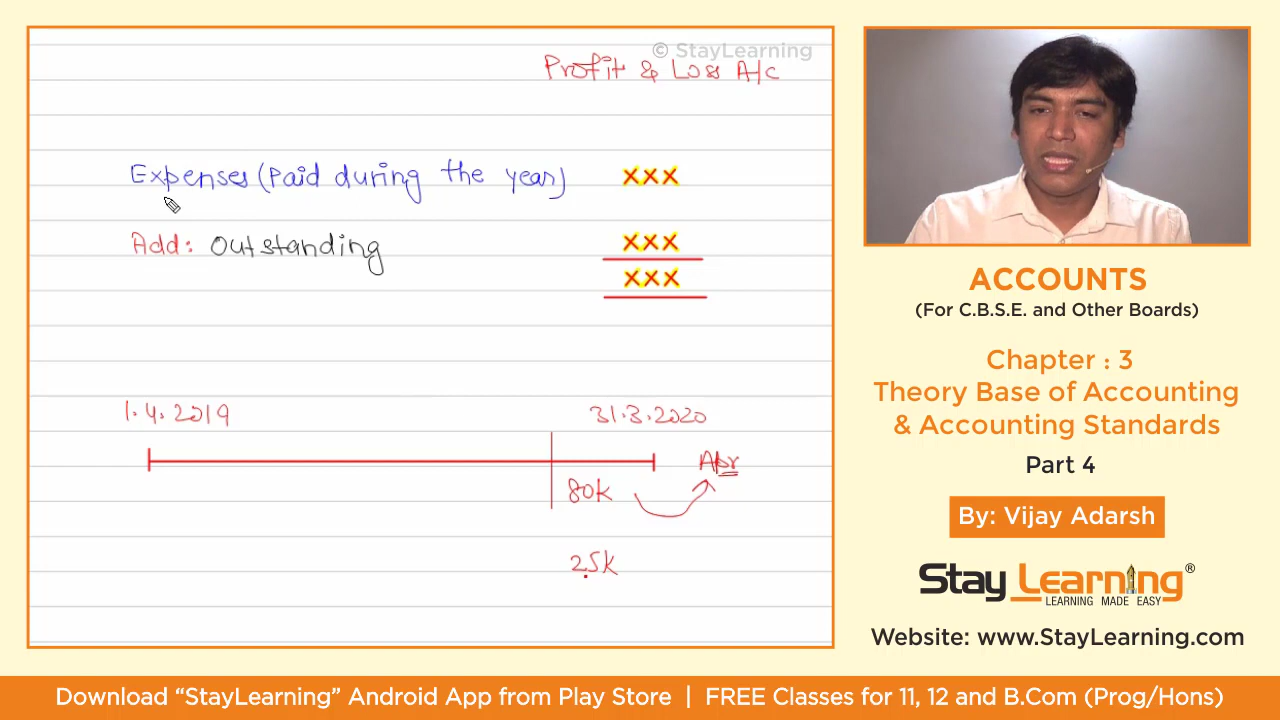 © StayLearning
Profit & Loss A/c
Expenses (Paid during the year) xxx
Add: Outstanding xxx
xxx
1.4.2019 31.3.2020
Apr
80k
25k
ACCOUNTS
(For C.B.S.E. and Other Boards)
Chapter : 3
Theory Base of Accounting
& Accounting Standards
Part 4
By: Vijay Adarsh
Stay Learning®
LEARNING MADE EASY
Website: www.StayLearning.com
Download “StayLearning” Android App from Play Store | FREE Classes for 11, 12 and B.Com (Prog/Hons)